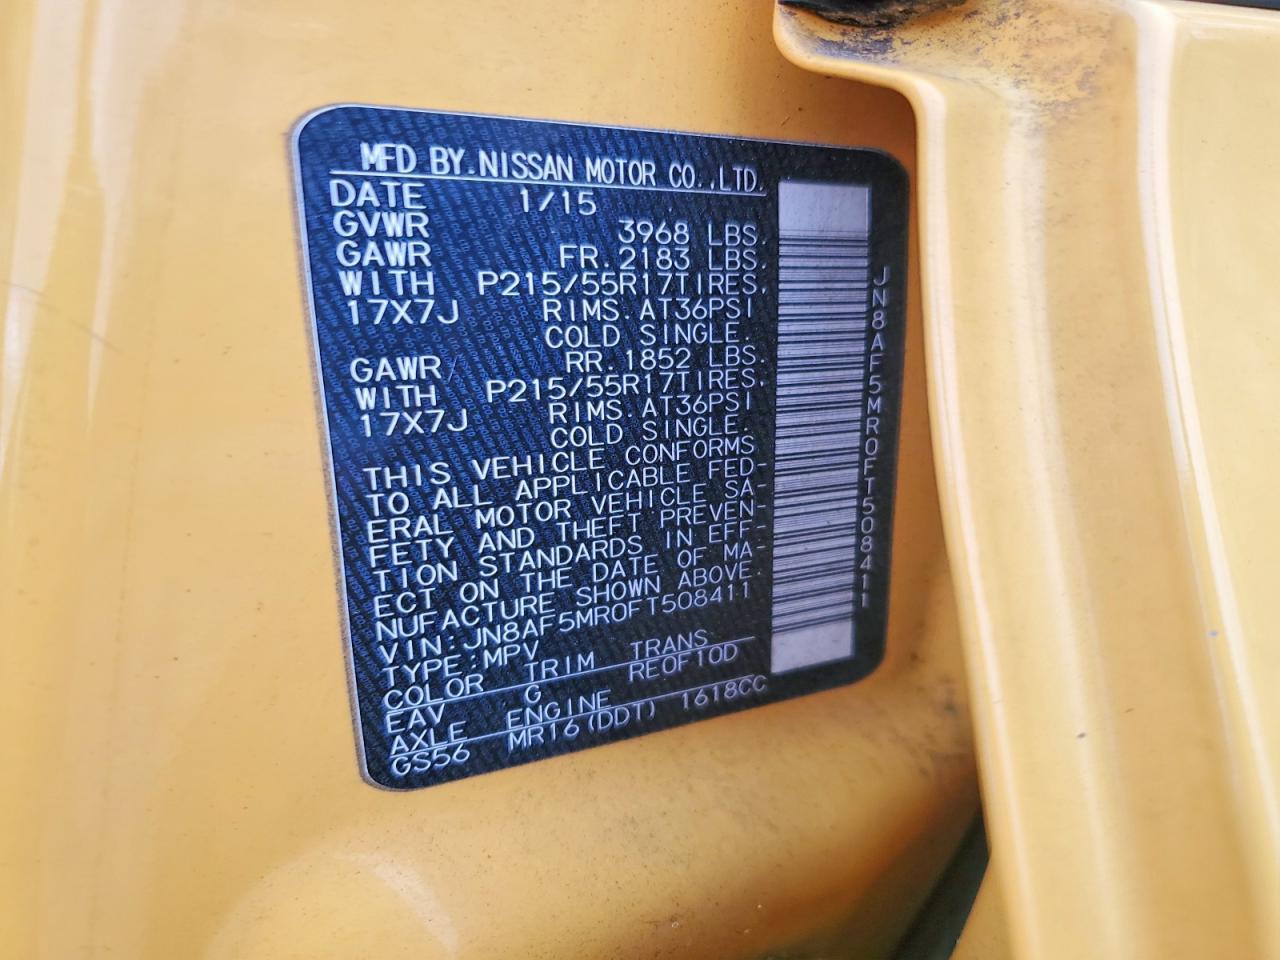 MFD BY.NISSAN MOTOR CO.,LTD.
DATE 1/15
GVWR 3968 LBS.
GAWR FR.2183 LBS.
WITH P215/55R17TIRES.
17X7J RIMS.AT36PSI
COLD SINGLE.
GAWR/ RR.1852 LBS.
WITH P215/55R17TIRES.
17X7J RIMS.AT36PSI
COLD SINGLE.
THIS VEHICLE CONFORMS
TO ALL APPLICABLE FED-
ERAL MOTOR VEHICLE SA-
FETY AND THEFT PREVEN-
TION STANDARDS IN EFF-
ECT ON THE DATE OF MA-
NUFACTURE SHOWN ABOVE.
VIN:JN8AF5MR0FT508411
TYPE:MPV
COLOR TRIM TRANS
EAV G RE0F10D
AXLE ENGINE
GS56 MR16(DDT) 1618CC
JN8AF5MR0FT508411